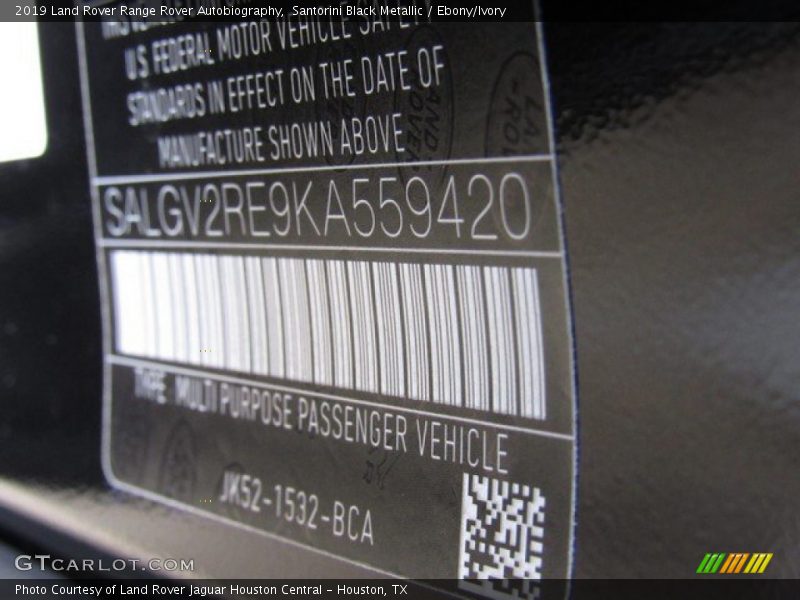 2019 Land Rover Range Rover Autobiography, Santorini Black Metallic / Ebony/Ivory
U.S FEDERAL MOTOR VEHICLE SAFETY
STANDARDS IN EFFECT ON THE DATE OF
MANUFACTURE SHOWN ABOVE
SALGV2RE9KA559420
TYPE MULTI PURPOSE PASSENGER VEHICLE
JK52-1532-BCA
GTCARLOT.COM
Photo Courtesy of Land Rover Jaguar Houston Central - Houston, TX